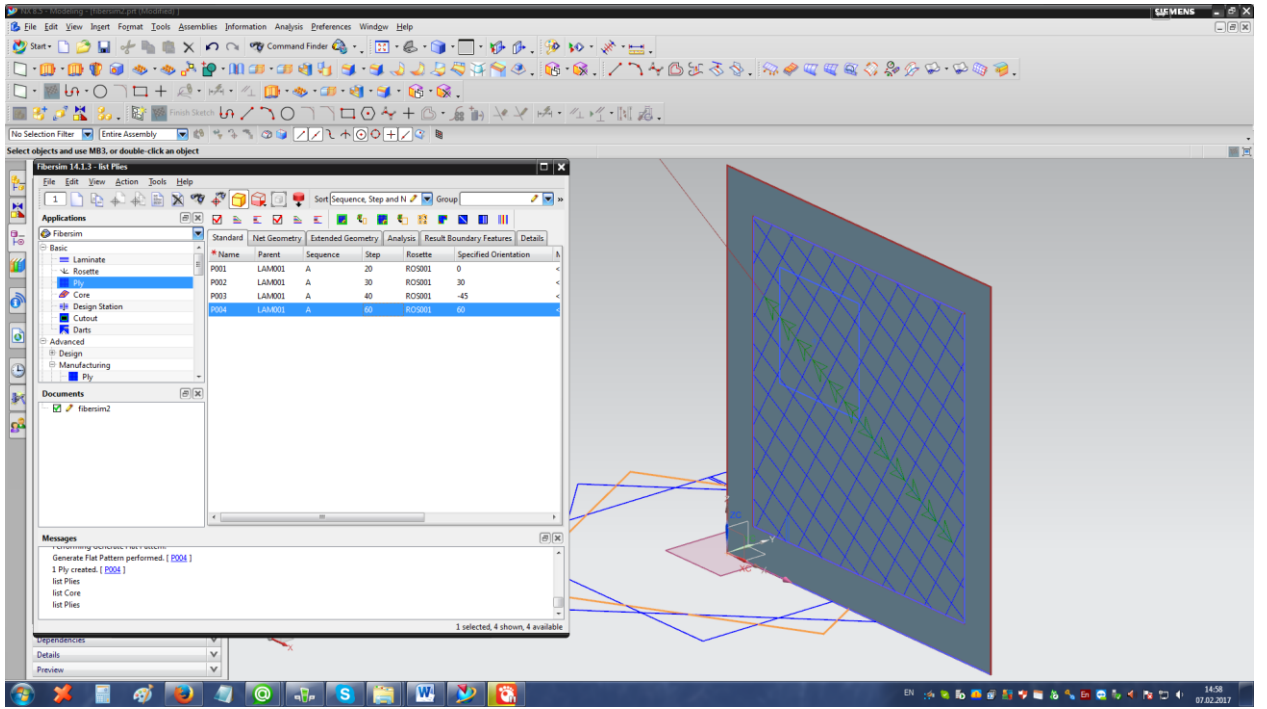 NX 8.5 - Modeling - [fibersim2.prt (Modified) ]
SIEMENS
File Edit View Insert Format Tools Assemblies Information Analysis Preferences Window Help
Start Command Finder
Finish Sketch
No Selection Filter Entire Assembly
Select objects and use MB3, or double-click an object
Fibersim 14.1.3 - list Plies
File Edit View Action Tools Help
1 Sort Sequence, Step and N Group »
Applications
Fibersim
Standard Net Geometry Extended Geometry Analysis Result Boundary Features Details
*Name Parent Sequence Step Rosette Specified Orientation
P001 LAM001 A 20 ROS001 0 <
P002 LAM001 A 30 ROS001 30 <
P003 LAM001 A 40 ROS001 -45 <
P004 LAM001 A 60 ROS001 60 <
Basic
Laminate
Rosette
Ply
Core
Design Station
Cutout
Darts
Advanced
Design
Manufacturing
Ply
Documents
fibersim2
Messages
Performing Generate Flat Pattern.
Generate Flat Pattern performed. [ P004 ]
1 Ply created. [ P004 ]
list Plies
list Core
list Plies
1 selected, 4 shown, 4 available
Dependencies
Details
Preview
X
ZC
Y
XC
EN
14:58
07.02.2017